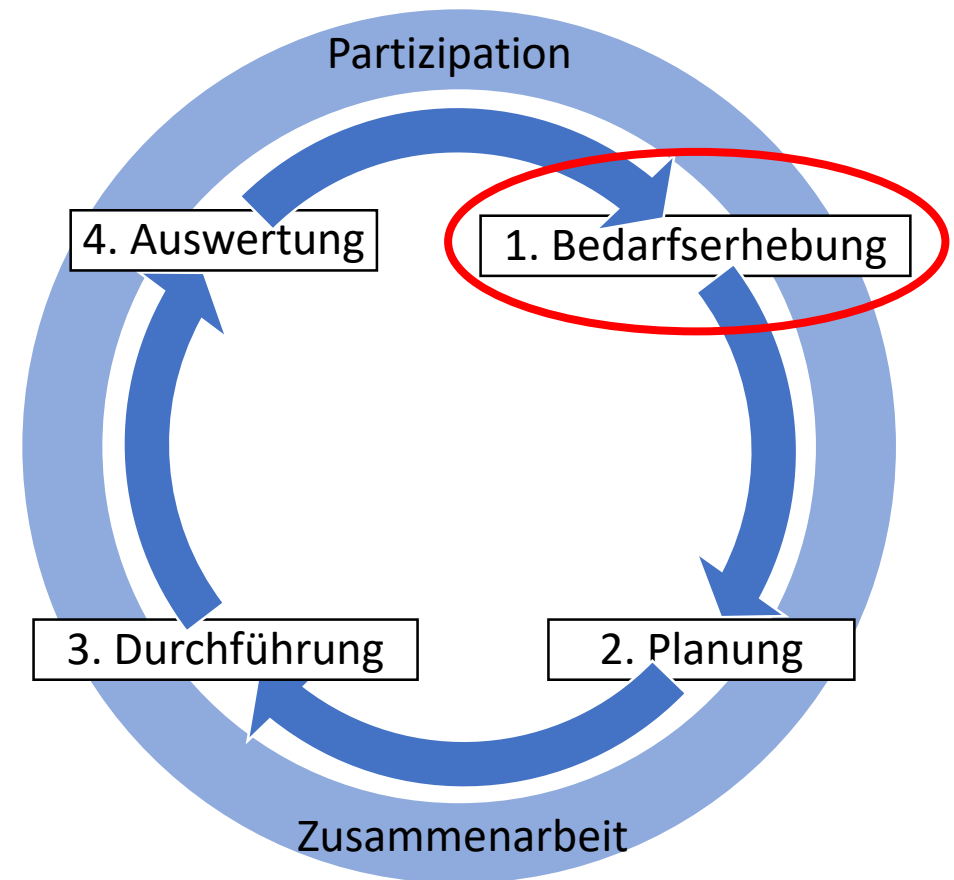 Partizipation
4. Auswertung
1. Bedarfserhebung
3. Durchführung
2. Planung
Zusammenarbeit